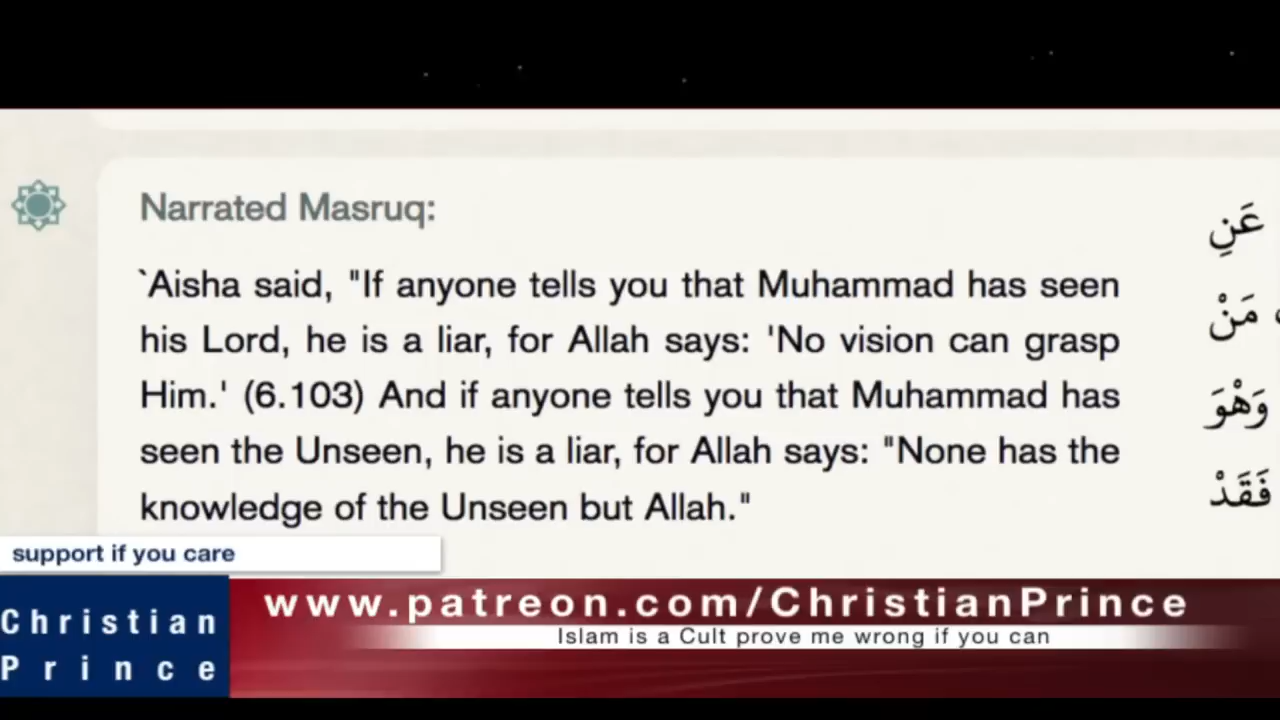 Narrated Masruq:
`Aisha said, "If anyone tells you that Muhammad has seen
his Lord, he is a liar, for Allah says: 'No vision can grasp
Him.' (6.103) And if anyone tells you that Muhammad has
seen the Unseen, he is a liar, for Allah says: "None has the
knowledge of the Unseen but Allah."
عَنِ
مَنْ
وَهْوَ
فَقَدْ
support if you care
Christian
Prince
www.patreon.com/ChristianPrince
Islam is a Cult prove me wrong if you can